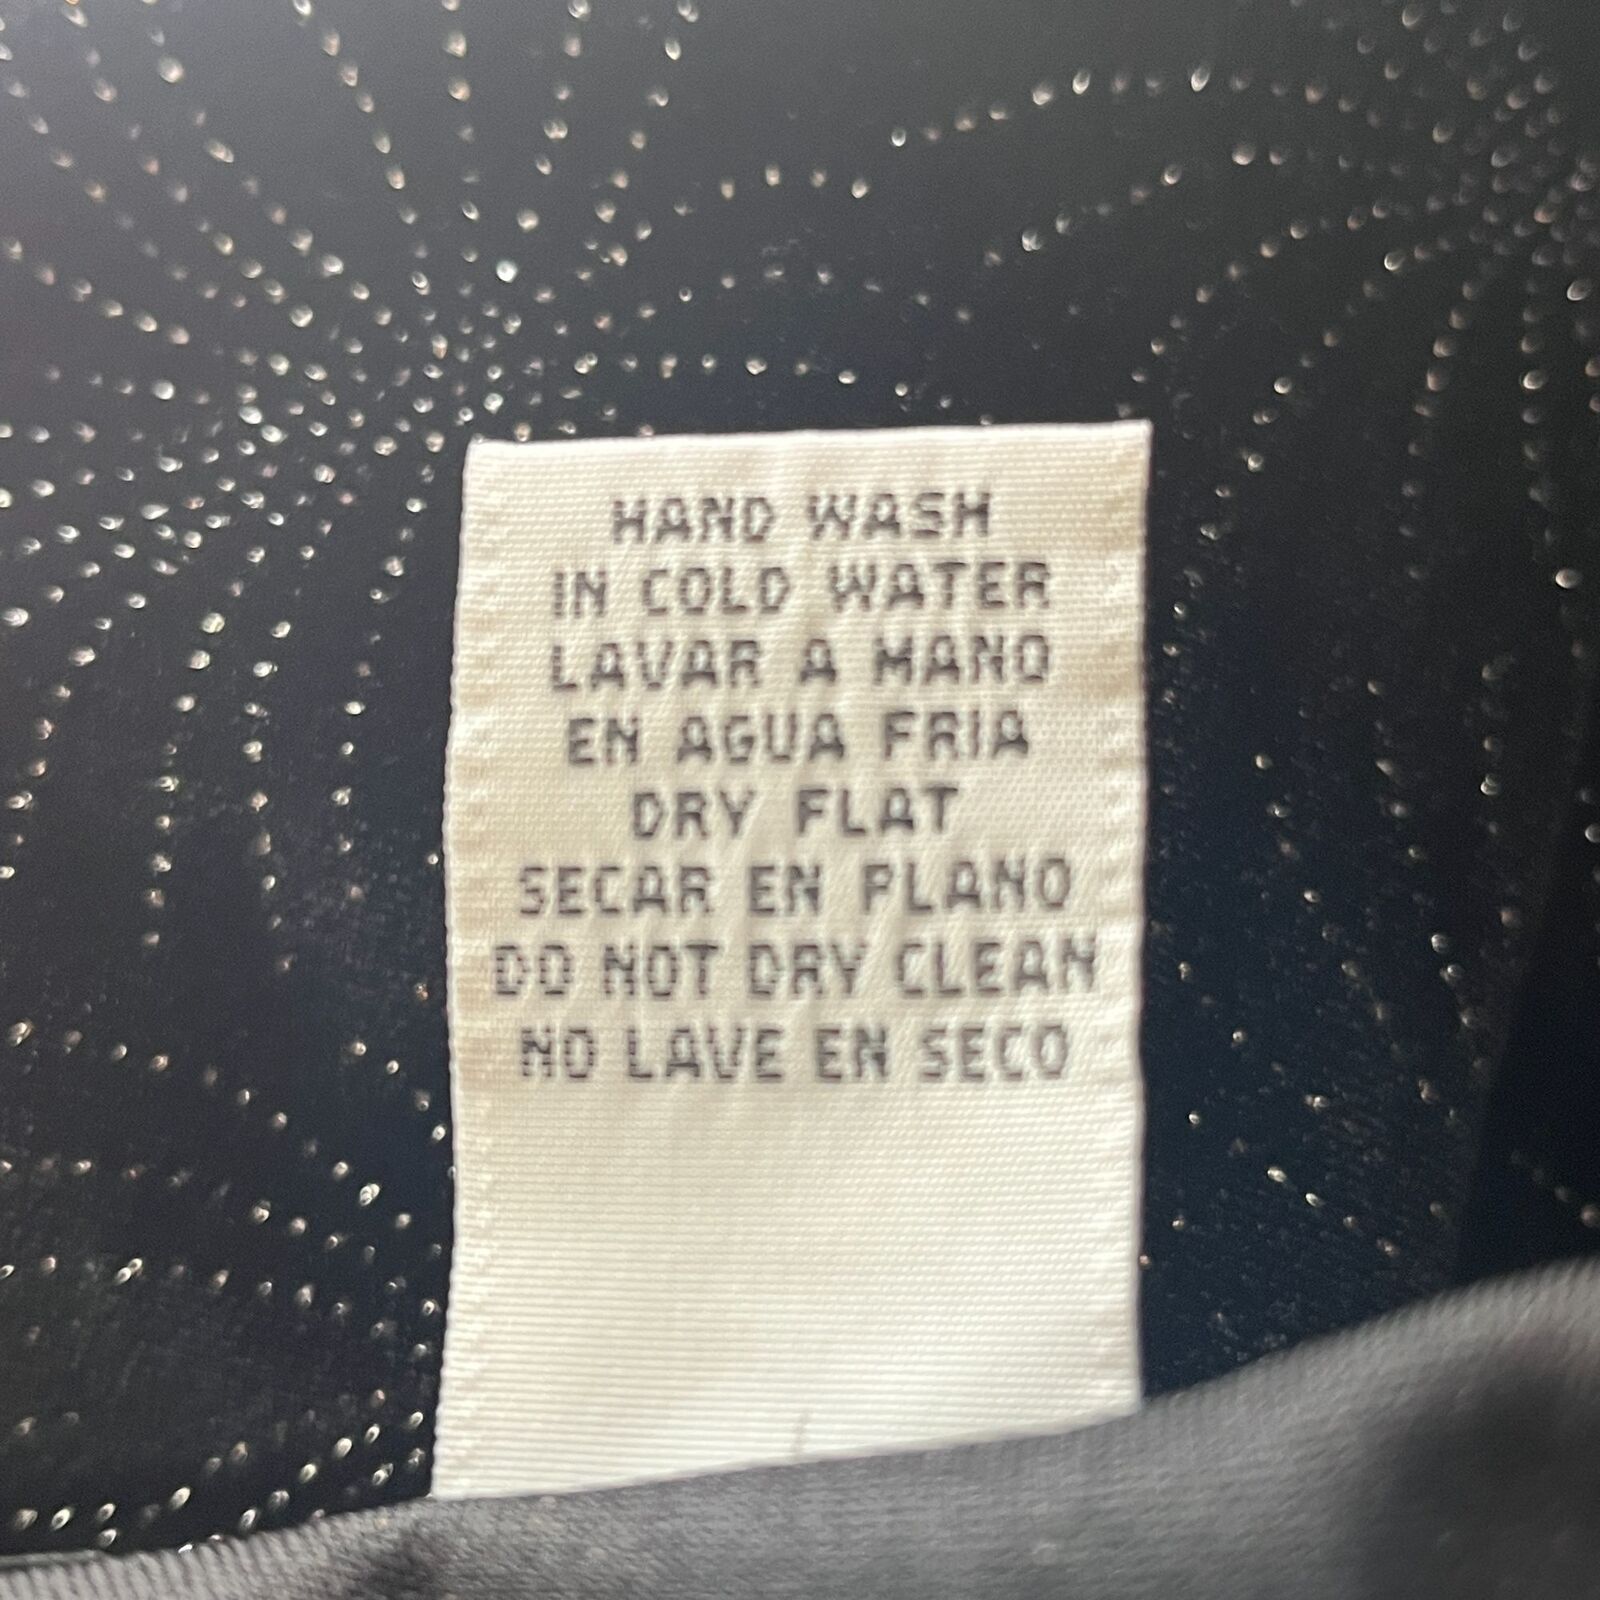 HAND WASH
IN COLD WATER
LAVAR A MANO
EN AGUA FRIA
DRY FLAT
SECAR EN PLANO
DO NOT DRY CLEAN
NO LAVE EN SECO